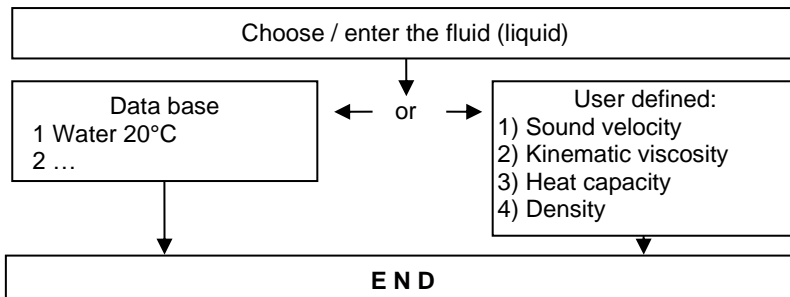 Choose / enter the fluid (liquid)
Data base
1 Water 20°C
2 …
or
User defined:
1) Sound velocity
2) Kinematic viscosity
3) Heat capacity
4) Density
E N D